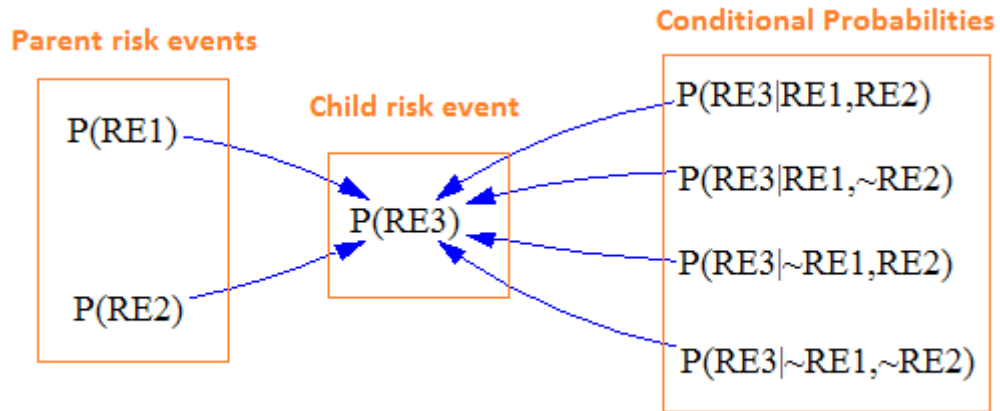 Parent risk events
P(RE1)
P(RE2)
Child risk event
P(RE3)
Conditional Probabilities
P(RE3|RE1,RE2)
P(RE3|RE1,~RE2)
P(RE3|~RE1,RE2)
P(RE3|~RE1,~RE2)